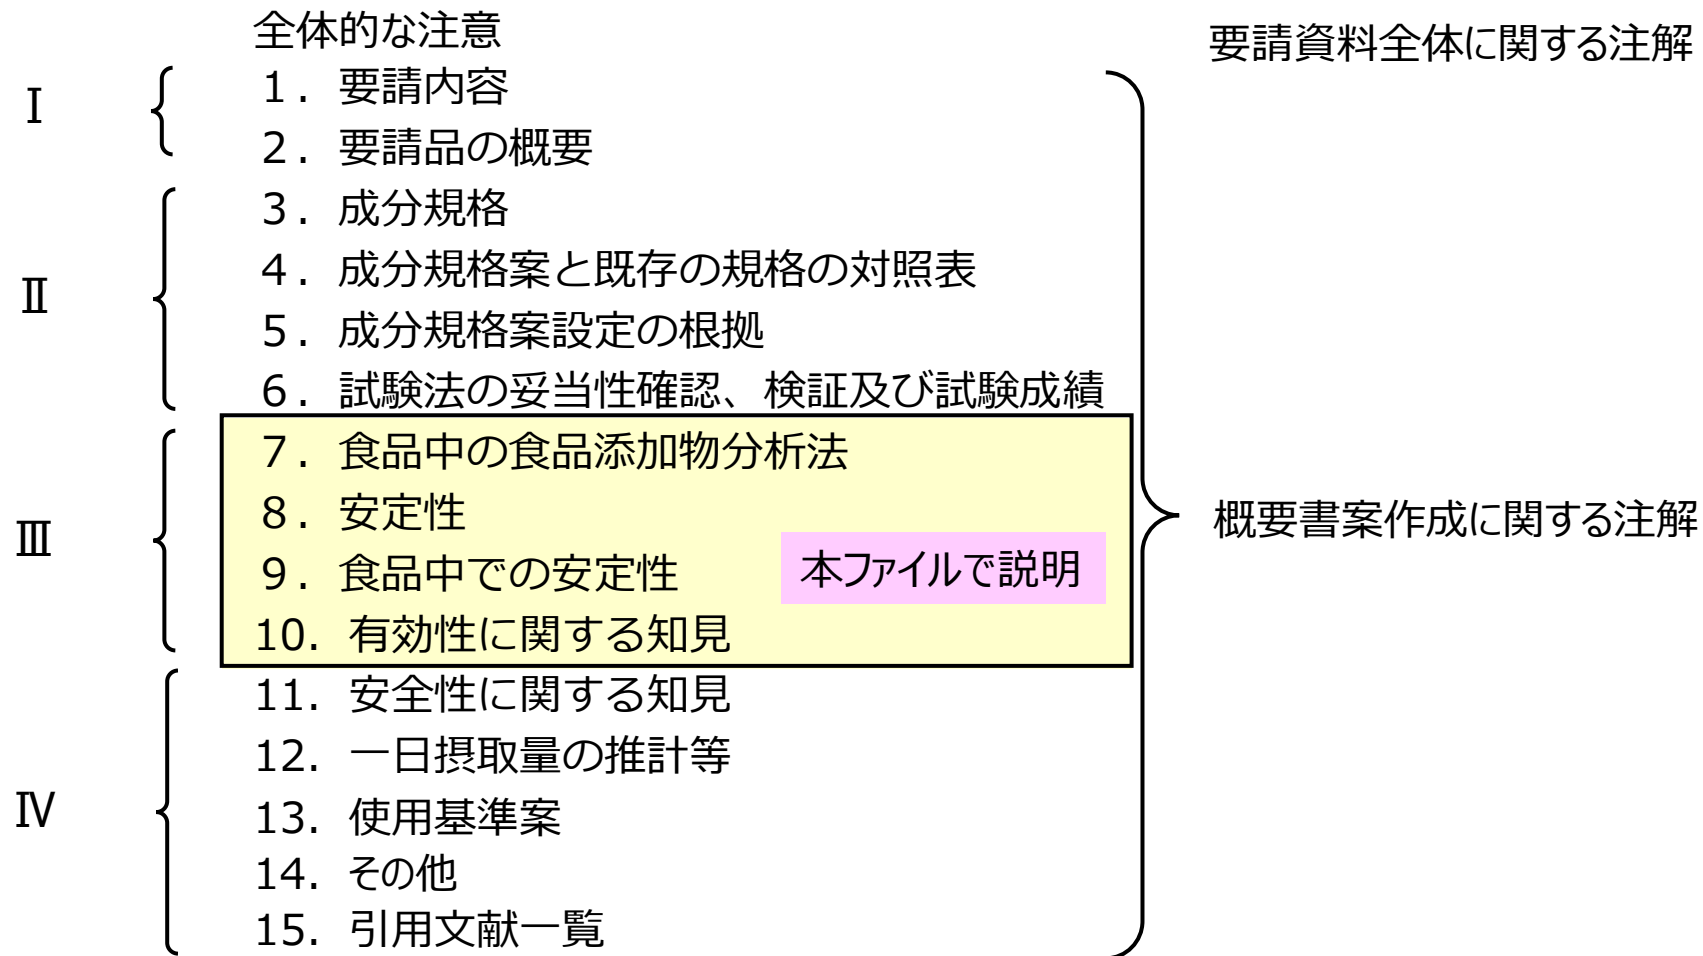 全体的な注意
要請資料全体に関する注解
Ⅰ
1. 要請内容
2. 要請品の概要
Ⅱ
3. 成分規格
4. 成分規格案と既存の規格の対照表
5. 成分規格案設定の根拠
6. 試験法の妥当性確認、検証及び試験成績
Ⅲ
7. 食品中の食品添加物分析法
8. 安定性
9. 食品中での安定性
10. 有効性に関する知見
本ファイルで説明
概要書案作成に関する注解
Ⅳ
11. 安全性に関する知見
12. 一日摂取量の推計等
13. 使用基準案
14. その他
15. 引用文献一覧